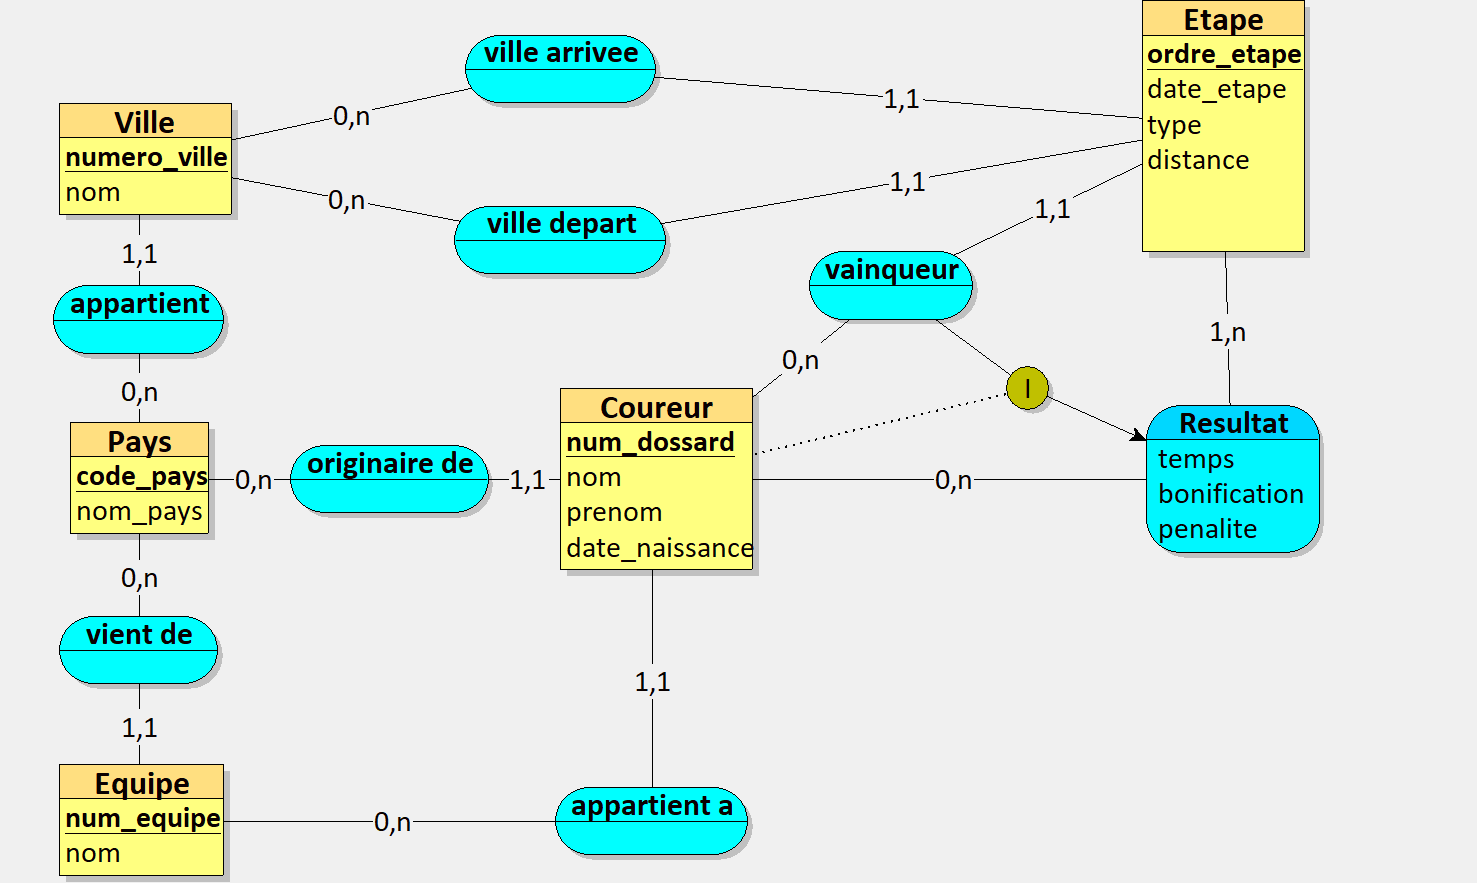 Etape
ordre_etape
date_etape
type
distance
ville arrivee
0,n
1,1
Ville
numero_ville
nom
0,n
1,1
ville depart
1,1
1,1
vainqueur
appartient
0,n
1,n
0,n
I
Pays
code_pays
nom_pays
0,n
originaire de
1,1
Coureur
num_dossard
nom
prenom
date_naissance
0,n
Resultat
temps
bonification
penalite
0,n
vient de
1,1
1,1
Equipe
num_equipe
nom
0,n
appartient a